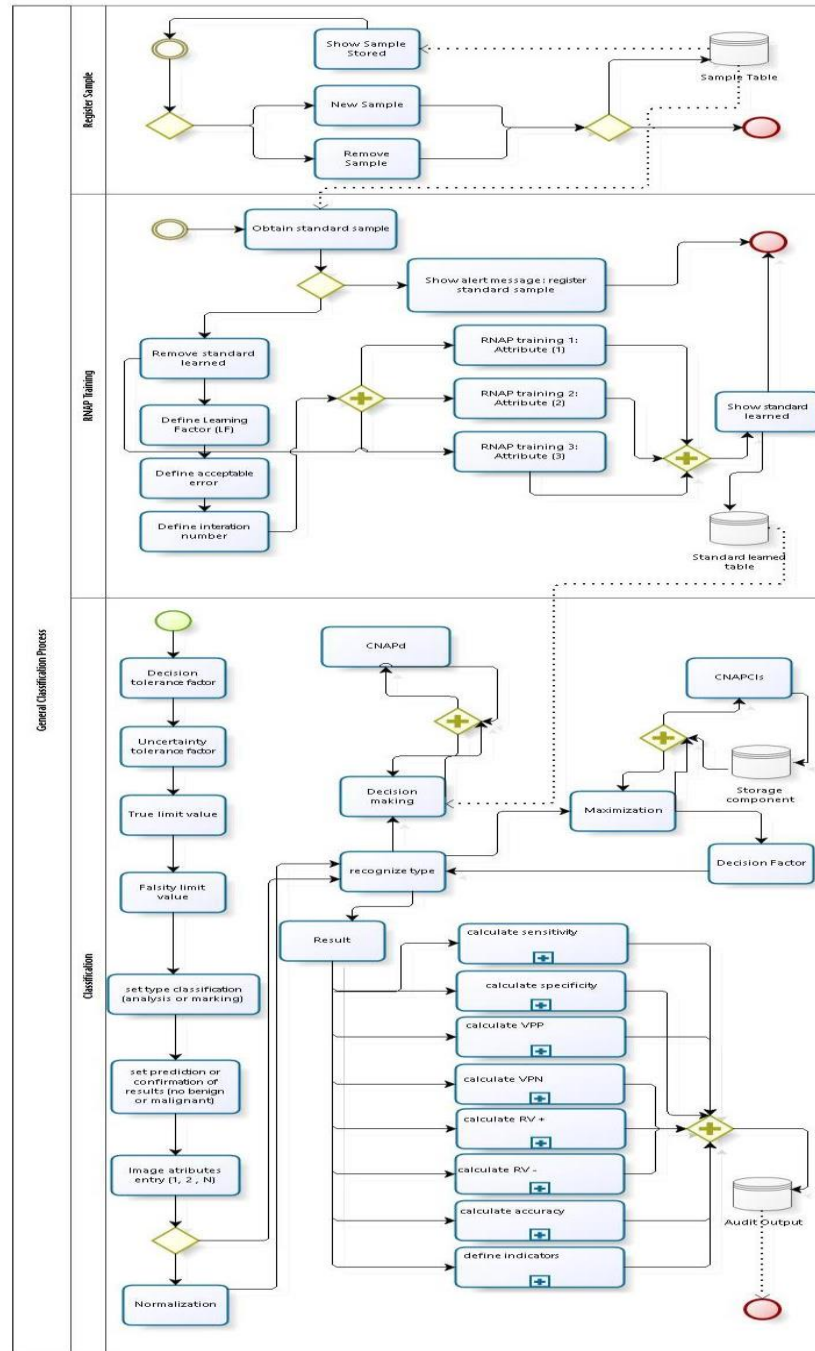 General Classification Process
Register Sample
Show Sample
Stored
Sample Table
New Sample
Remove
Sample
RNAP Training
Obtain standard sample
Show alert message: register
standard sample
Remove standard
learned
RNAP training 1:
Attribute (1)
Define Learning
Factor (LF)
RNAP training 2:
Attribute (2)
Show standard
learned
RNAP training 3:
Attribute (3)
Define acceptable
error
Define interation
number
Standard learned
table
Classification
Decision
tolerance factor
CNAPd
CNAPCls
Uncertainty
tolerance factor
Storage
component
Decision
making
Maximization
True limit value
recognize type
Decision Factor
Falsity limit
value
Result
calculate sensitivity
set type classification
(analysis or marking)
calculate specificity
calculate VPP
set prediction or
confirmation of
results (no benign
or malignant)
calculate VPN
calculate RV +
Image atributes
entry (1, 2 , N)
calculate RV -
calculate accuracy
Audit Output
define indicators
Normalization